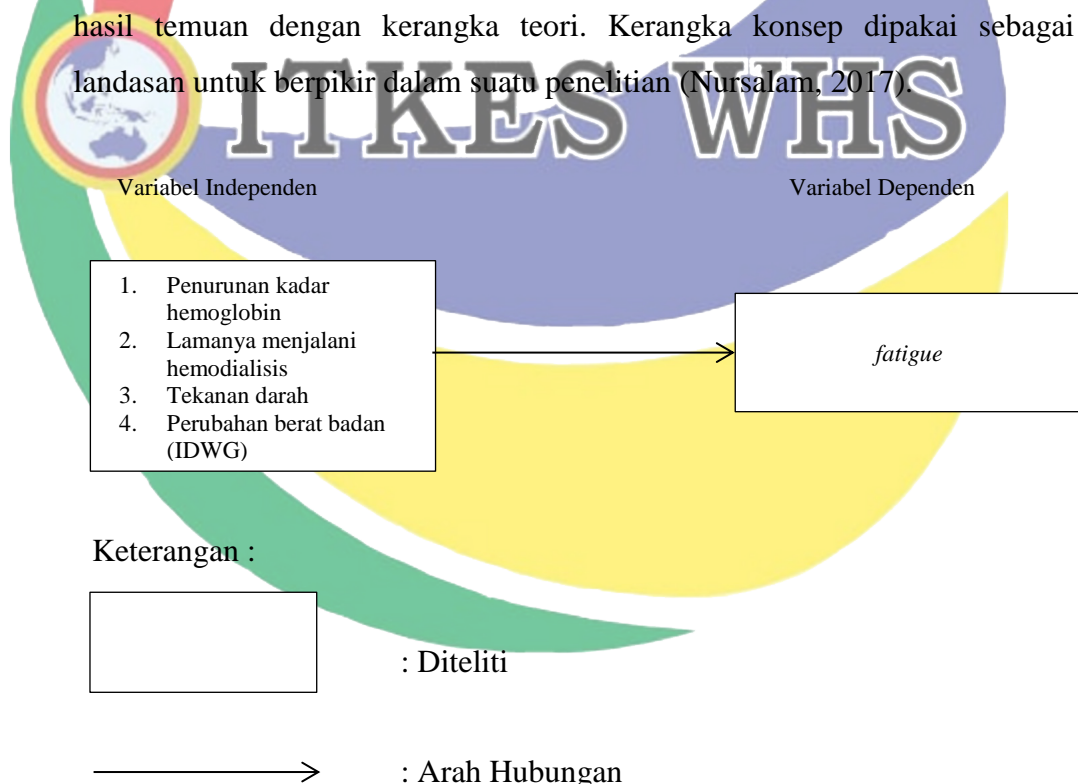 hasil temuan dengan kerangka teori. Kerangka konsep dipakai sebagai
landasan untuk berpikir dalam suatu penelitian (Nursalam, 2017).
ITKES WHS
Variabel Independen
Variabel Dependen
1. Penurunan kadar
hemoglobin
2. Lamanya menjalani
hemodialisis
3. Tekanan darah
4. Perubahan berat badan
(IDWG)
fatigue
Keterangan :
: Diteliti
: Arah Hubungan